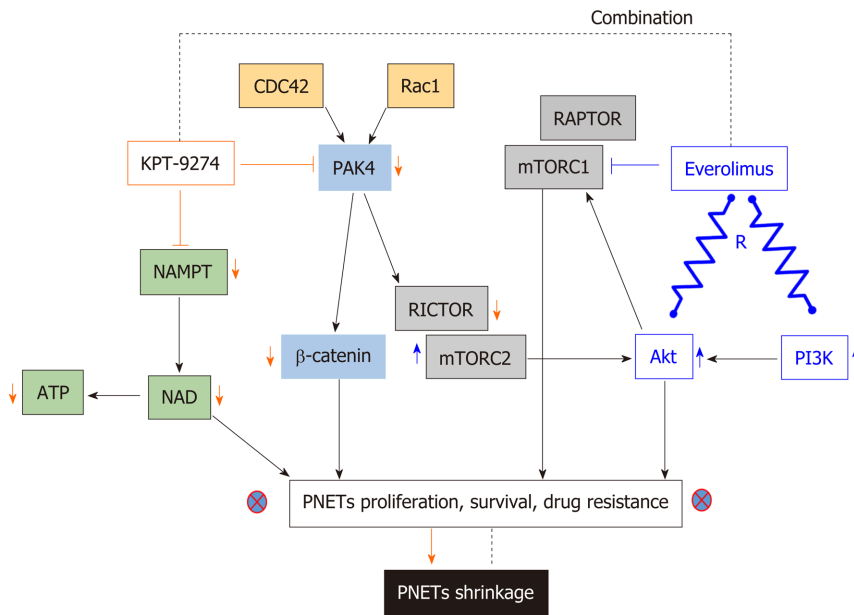 Combination
CDC42
Rac1
RAPTOR
KPT-9274
PAK4
mTORC1
Everolimus
R
NAMPT
RICTOR
β-catenin
mTORC2
Akt
PI3K
ATP
NAD
PNETs proliferation, survival, drug resistance
PNETs shrinkage